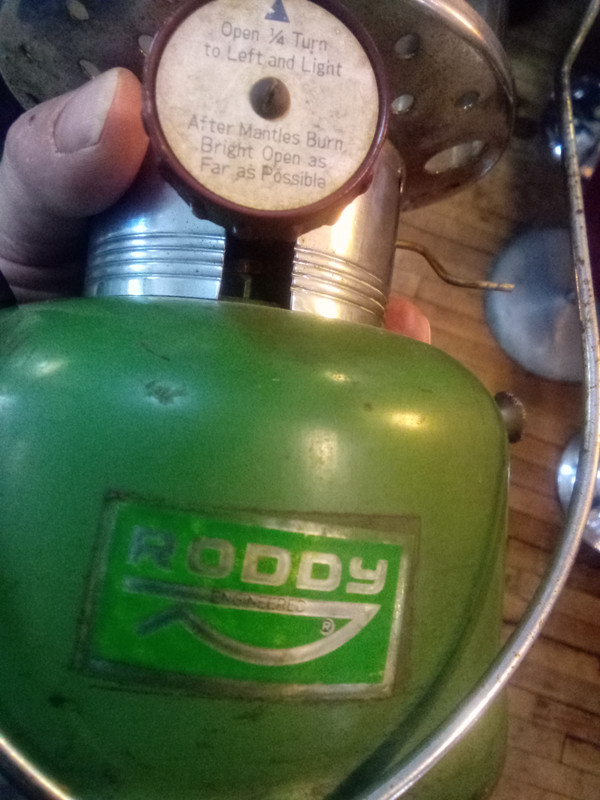 Open ¼ Turn
to Left and Light
After Mantles Burn
Bright Open as
Far as Possible
RODDY
ENGINEERED
®